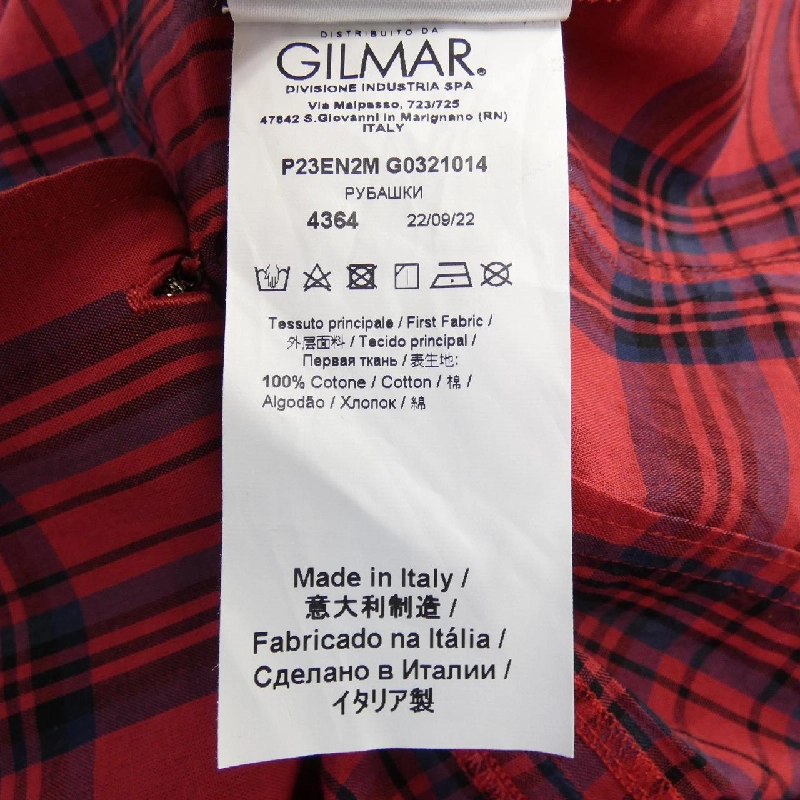 DISTRIBUITO DA
GILMAR®
DIVISIONE INDUSTRIA SPA
Via Malpasso, 723/725
47842 S.Giovanni in Marignano (RN)
ITALY
P23EN2M G0321014
РУБАШКИ
4364 22/09/22
Tessuto principale / First Fabric /
外层面料 / Tecido principal /
Первая ткань / 表生地:
100% Cotone / Cotton / 棉 /
Algodão / Хлопок / 綿
Made in Italy /
意大利制造 /
Fabricado na Itália /
Сделано в Италии /
イタリア製